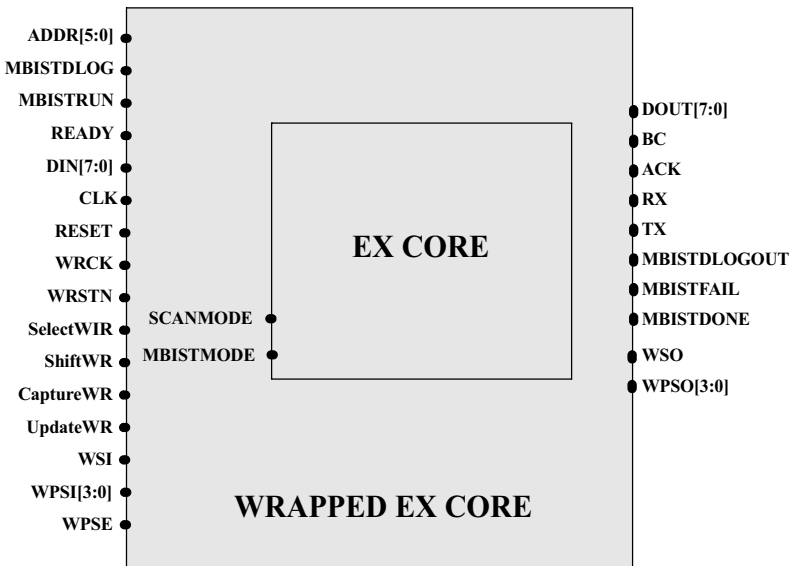 ADDR[5:0]
MBISTDLOG
MBISTRUN
READY
DIN[7:0]
CLK
RESET
WRCK
WRSTN
SelectWIR
ShiftWR
CaptureWR
UpdateWR
WSI
WPSI[3:0]
WPSE
EX CORE
SCANMODE
MBISTMODE
WRAPPED EX CORE
DOUT[7:0]
BC
ACK
RX
TX
MBISTDLOGOUT
MBISTFAIL
MBISTDONE
WSO
WPSO[3:0]